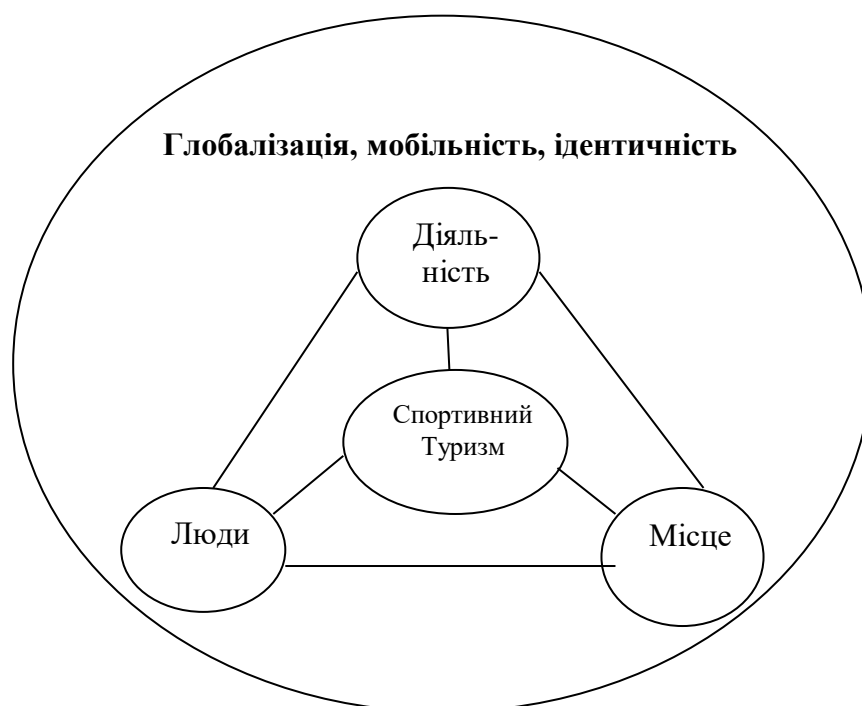 Глобалізація, мобільність, ідентичність
Діяль-
ність
Спортивний
Туризм
Люди
Місце